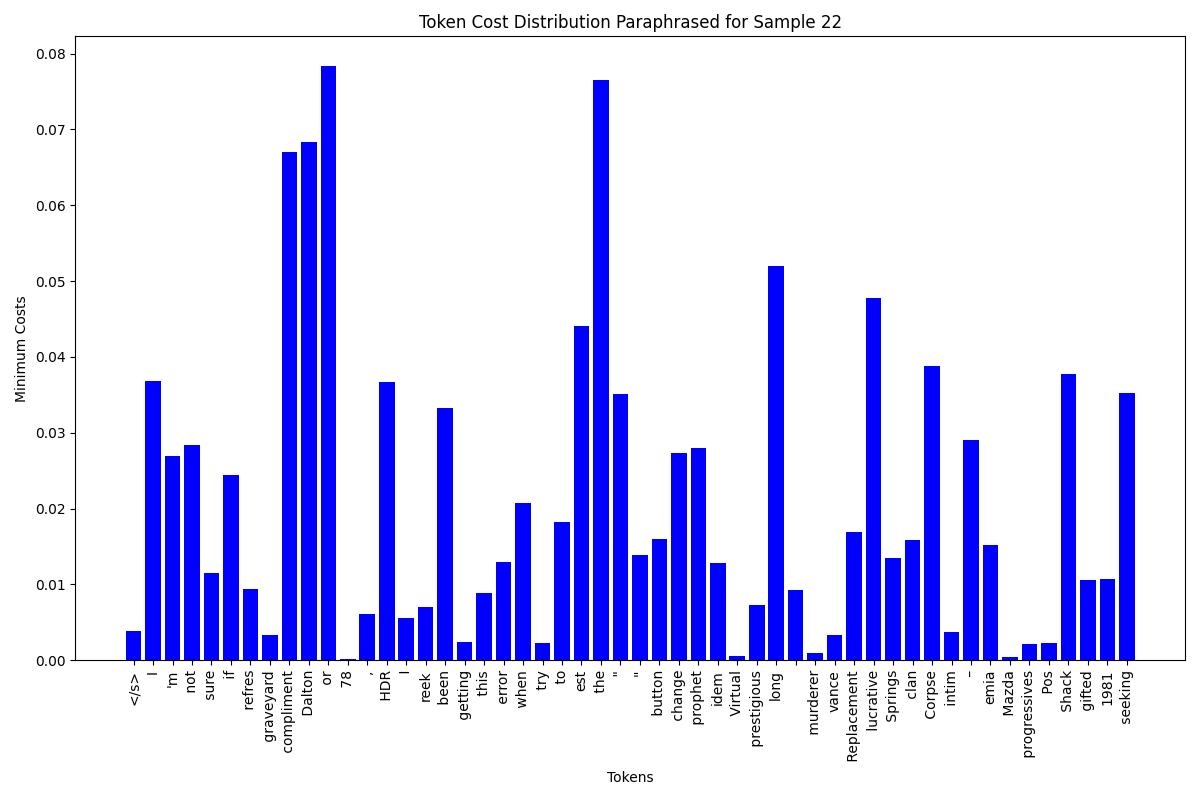 Token Cost Distribution Paraphrased for Sample 22
Minimum Costs
0.08
0.07
0.06
0.05
0.04
0.03
0.02
0.01
0.00
</s>
I
'm
not
sure
if
refres
graveyard
compliment
Dalton
or
78
,
HDR
I
reek
been
getting
this
error
when
try
to
est
the
"
"
button
change
prophet
idem
Virtual
prestigious
long
murderer
vance
Replacement
lucrative
Springs
clan
Corpse
intim
–
emia
Mazda
progressives
Pos
Shack
gifted
1981
seeking
Tokens